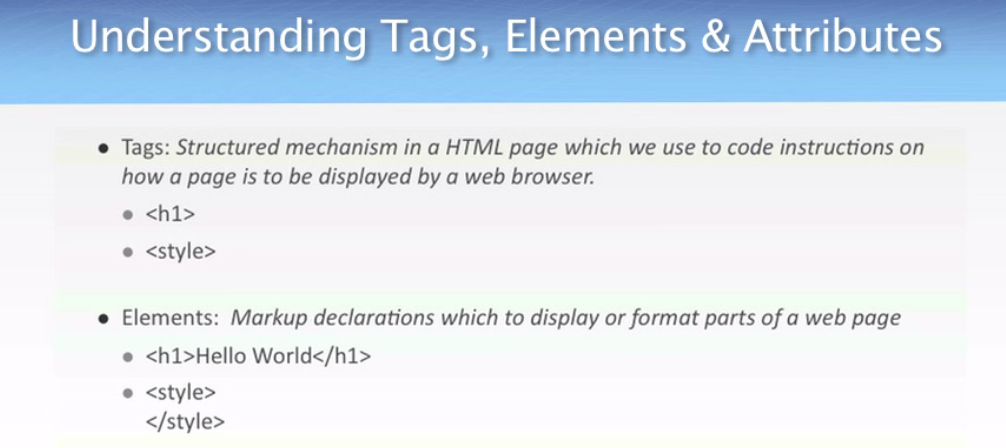 Understanding Tags, Elements & Attributes
• Tags: Structured mechanism in a HTML page which we use to code instructions on
how a page is to be displayed by a web browser.
• <h1>
• <style>
• Elements: Markup declarations which to display or format parts of a web page
• <h1>Hello World</h1>
• <style>
</style>